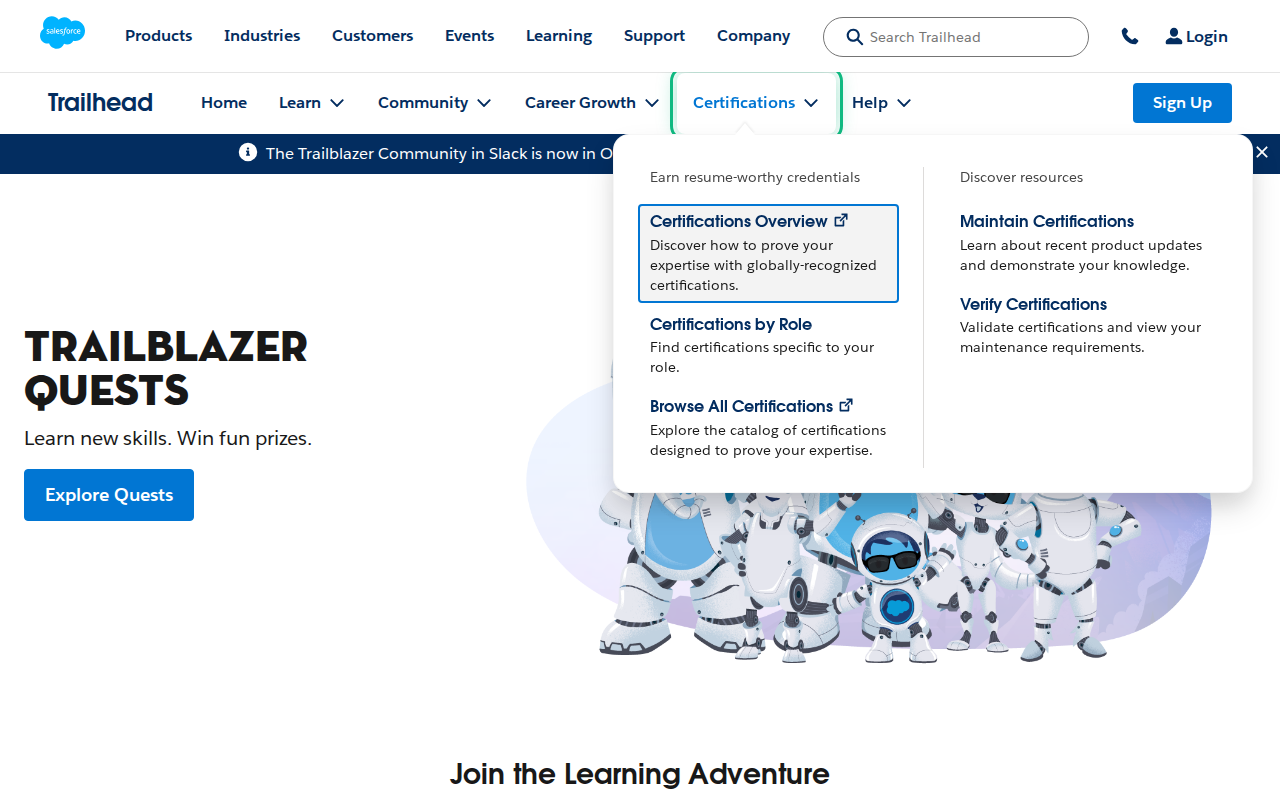 salesforce
Products
Industries
Customers
Events
Learning
Support
Company
Search Trailhead
Login
Trailhead
Home
Learn
Community
Career Growth
Certifications
Help
Sign Up
The Trailblazer Community in Slack is now in O
Earn resume-worthy credentials
Certifications Overview
Discover how to prove your
expertise with globally-recognized
certifications.
Certifications by Role
Find certifications specific to your
role.
Browse All Certifications
Explore the catalog of certifications
designed to prove your expertise.
Discover resources
Maintain Certifications
Learn about recent product updates
and demonstrate your knowledge.
Verify Certifications
Validate certifications and view your
maintenance requirements.
TRAILBLAZER
QUESTS
Learn new skills. Win fun prizes.
Explore Quests
Join the Learning Adventure